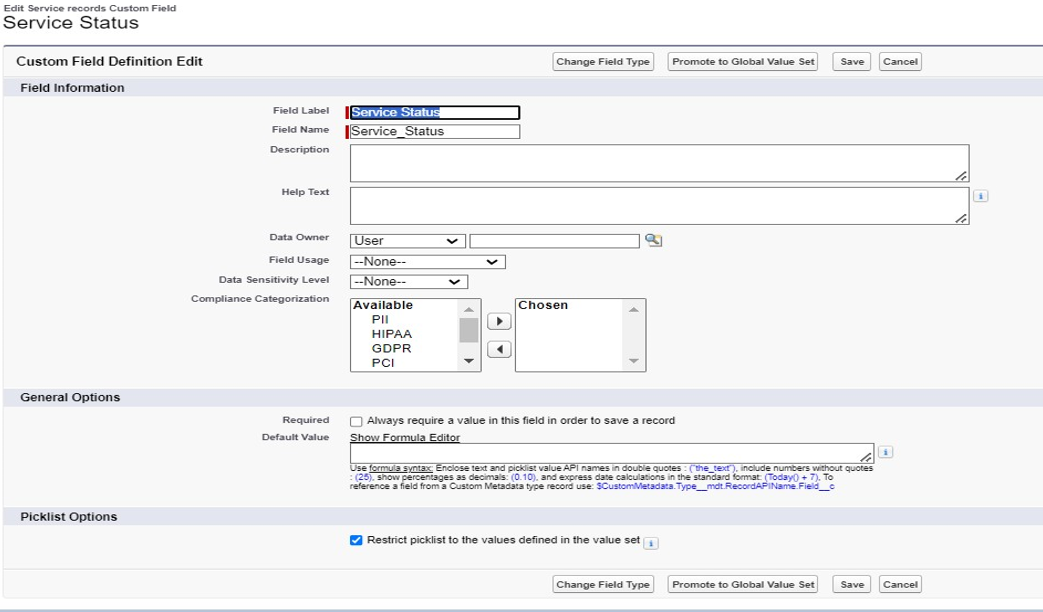 Edit Service records Custom Field
Service Status
Custom Field Definition Edit
Change Field Type Promote to Global Value Set Save Cancel
Field Information
Field Label Service Status
Field Name Service_Status
Description
Help Text
i
Data Owner User
Field Usage --None--
Data Sensitivity Level --None--
Compliance Categorization
Available Chosen
PII
HIPAA
GDPR
PCI
General Options
Required Always require a value in this field in order to save a record
Default Value Show Formula Editor
i
Use formula syntax: Enclose text and picklist value API names in double quotes : ("the_text"), include numbers without quotes
: (25), show percentages as decimals: (0.10), and express date calculations in the standard format: (Today() + 7). To
reference a field from a Custom Metadata type record use: $CustomMetadata.Type__mdt.RecordAPIName.Field__c
Picklist Options
Restrict picklist to the values defined in the value set i
Change Field Type Promote to Global Value Set Save Cancel